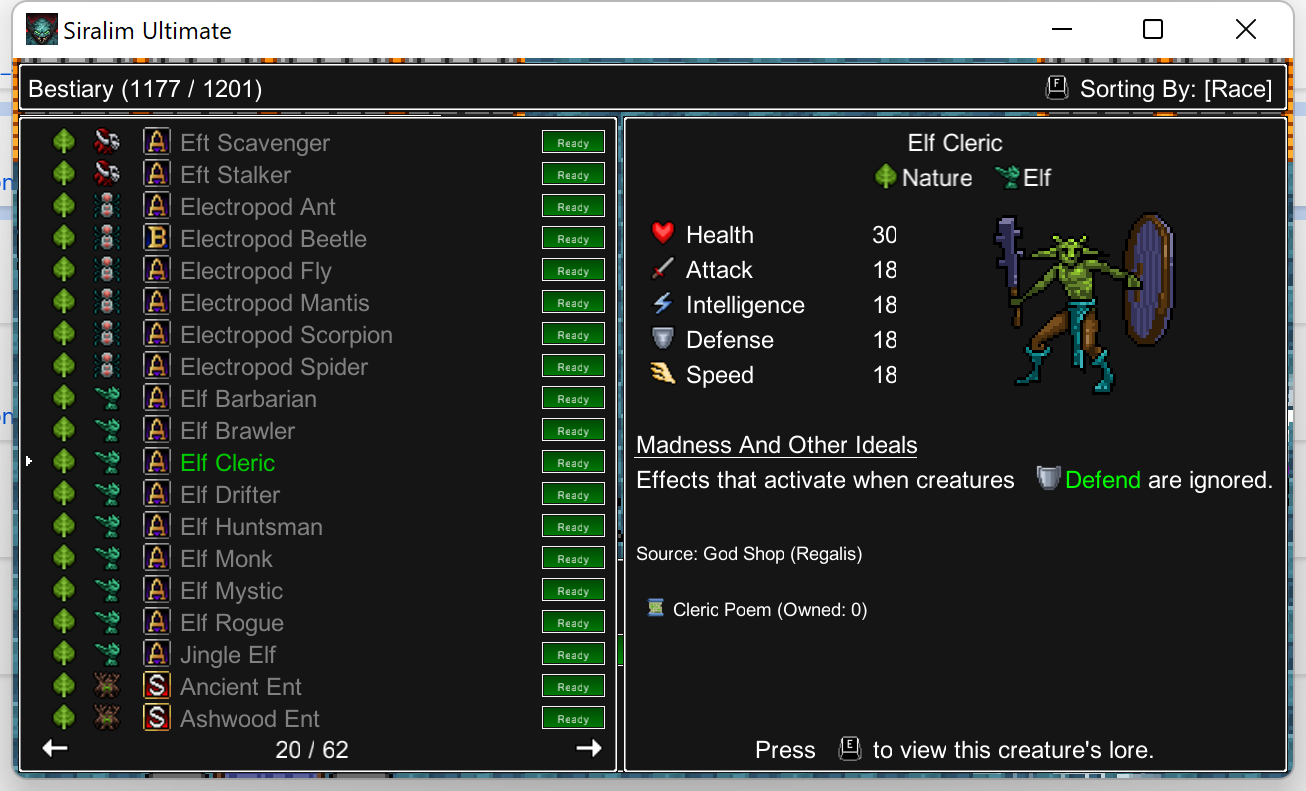 Siralim Ultimate
Bestiary (1177 / 1201)
F Sorting By: [Race]
A Eft Scavenger Ready
A Eft Stalker Ready
A Electropod Ant Ready
B Electropod Beetle Ready
A Electropod Fly Ready
A Electropod Mantis Ready
A Electropod Scorpion Ready
A Electropod Spider Ready
A Elf Barbarian Ready
A Elf Brawler Ready
A Elf Cleric Ready
A Elf Drifter Ready
A Elf Huntsman Ready
A Elf Monk Ready
A Elf Mystic Ready
A Elf Rogue Ready
A Jingle Elf Ready
S Ancient Ent Ready
S Ashwood Ent Ready
20 / 62
Elf Cleric
Nature Elf
Health 30
Attack 18
Intelligence 18
Defense 18
Speed 18
Madness And Other Ideals
Effects that activate when creatures Defend are ignored.
Source: God Shop (Regalis)
Cleric Poem (Owned: 0)
Press E to view this creature's lore.